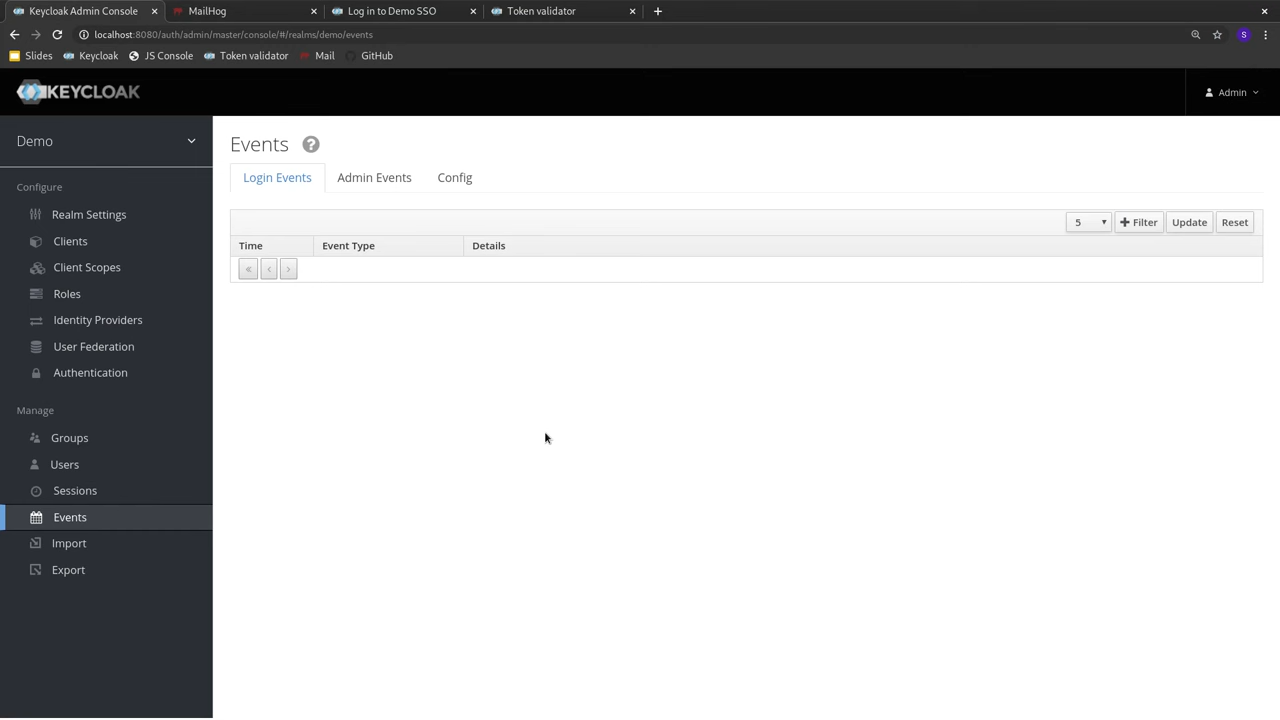 Keycloak Admin Console
MailHog
Log in to Demo SSO
Token validator
localhost:8080/auth/admin/master/console/#/realms/demo/events
S
Slides
Keycloak
JS Console
Token validator
Mail
GitHub
KEYCLOAK
Admin
Demo
Configure
Realm Settings
Clients
Client Scopes
Roles
Identity Providers
User Federation
Authentication
Manage
Groups
Users
Sessions
Events
Import
Export
Events
Login Events
Admin Events
Config
5
Filter
Update
Reset
Time
Event Type
Details